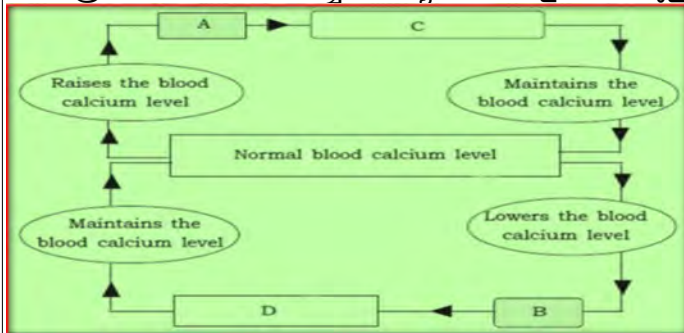 A
C
Raises the blood
calcium level
Maintains the
blood calcium level
Normal blood calcium level
Maintains the
blood calcium level
Lowers the blood
calcium level
D
B